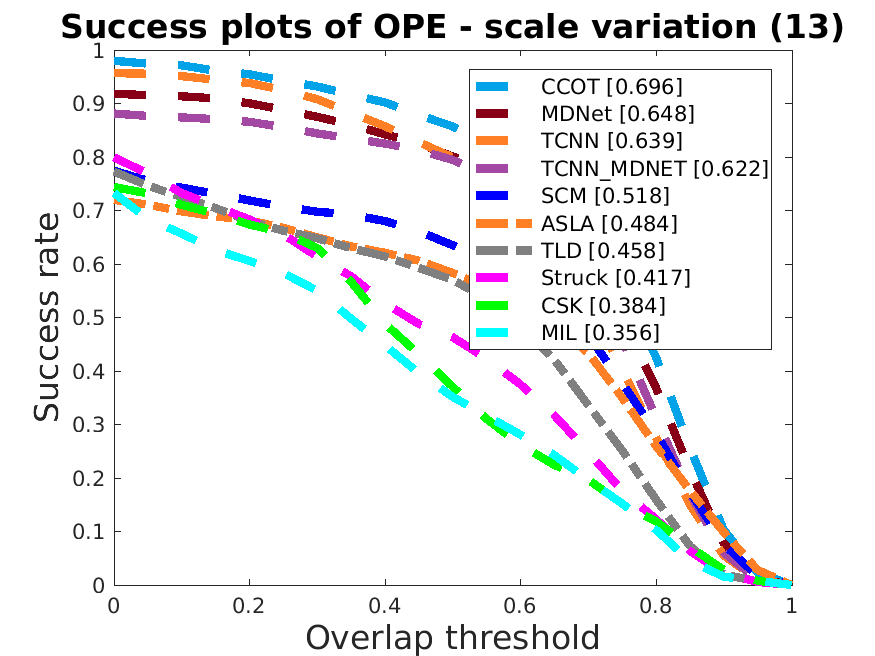 Success plots of OPE - scale variation (13)
1
0.9
0.8
0.7
0.6
0.5
0.4
0.3
0.2
0.1
0
Success rate
CCOT [0.696]
MDNet [0.648]
TCNN [0.639]
TCNN_MDNET [0.622]
SCM [0.518]
ASLA [0.484]
TLD [0.458]
Struck [0.417]
CSK [0.384]
MIL [0.356]
0 0.2 0.4 0.6 0.8 1
Overlap threshold